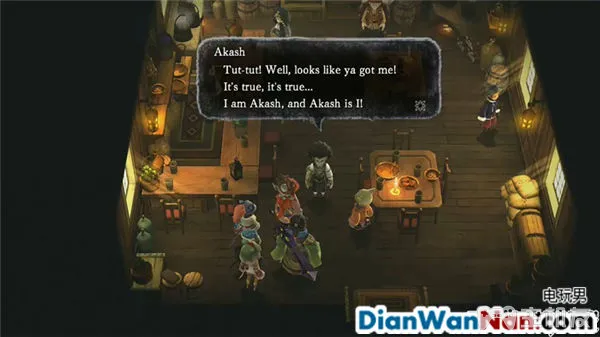 Akash
Tut-tut! Well, looks like ya got me!
It's true, it's true...
I am Akash, and Akash is I!
电玩男
DianWanNan.com